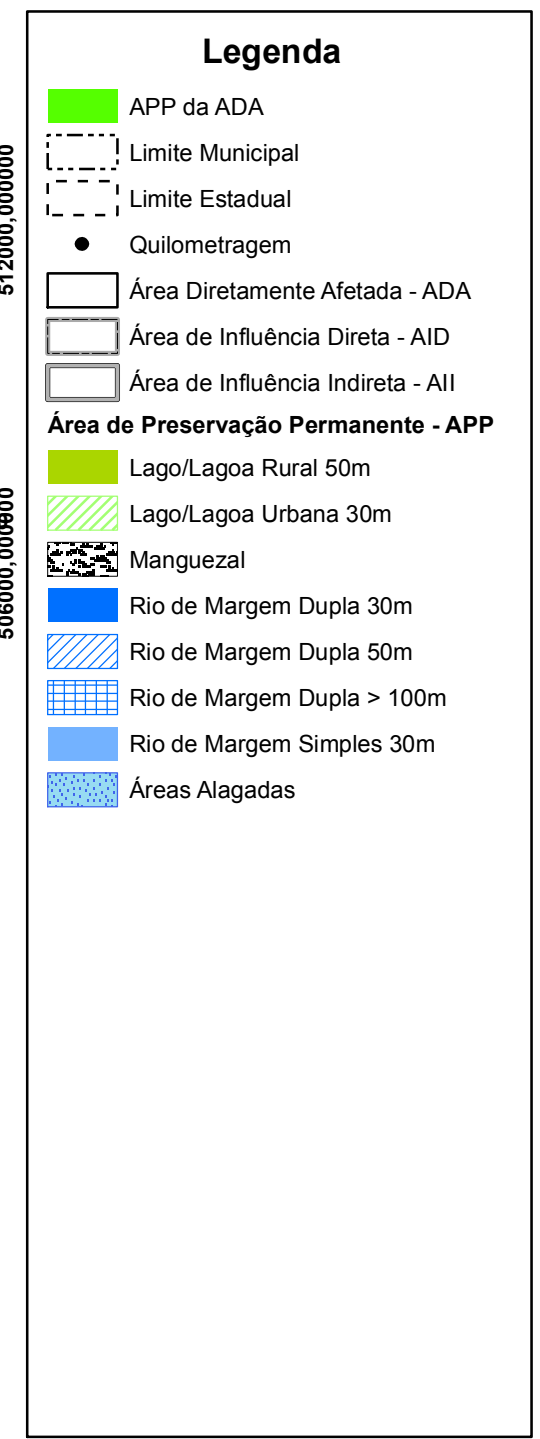 Legenda
APP da ADA
Limite Municipal
Limite Estadual
Quilometragem
Área Diretamente Afetada - ADA
Área de Influência Direta - AID
Área de Influência Indireta - AII
Área de Preservação Permanente - APP
Lago/Lagoa Rural 50m
Lago/Lagoa Urbana 30m
Manguezal
Rio de Margem Dupla 30m
Rio de Margem Dupla 50m
Rio de Margem Dupla > 100m
Rio de Margem Simples 30m
Áreas Alagadas
512000,000000